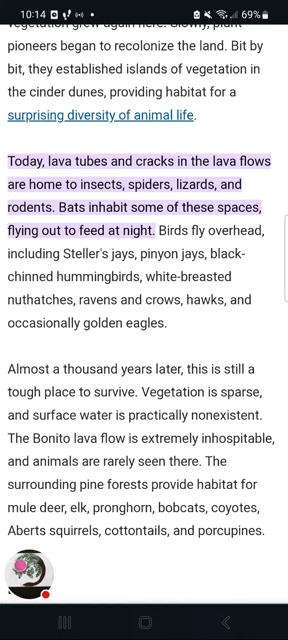 10:14 69%
vegetation grew again here. Slowly, plant
pioneers began to recolonize the land. Bit by
bit, they established islands of vegetation in
the cinder dunes, providing habitat for a
surprising diversity of animal life.
Today, lava tubes and cracks in the lava flows
are home to insects, spiders, lizards, and
rodents. Bats inhabit some of these spaces,
flying out to feed at night. Birds fly overhead,
including Steller's jays, pinyon jays, black-
chinned hummingbirds, white-breasted
nuthatches, ravens and crows, hawks, and
occasionally golden eagles.
Almost a thousand years later, this is still a
tough place to survive. Vegetation is sparse,
and surface water is practically nonexistent.
The Bonito lava flow is extremely inhospitable,
and animals are rarely seen there. The
surrounding pine forests provide habitat for
mule deer, elk, pronghorn, bobcats, coyotes,
Aberts squirrels, cottontails, and porcupines.